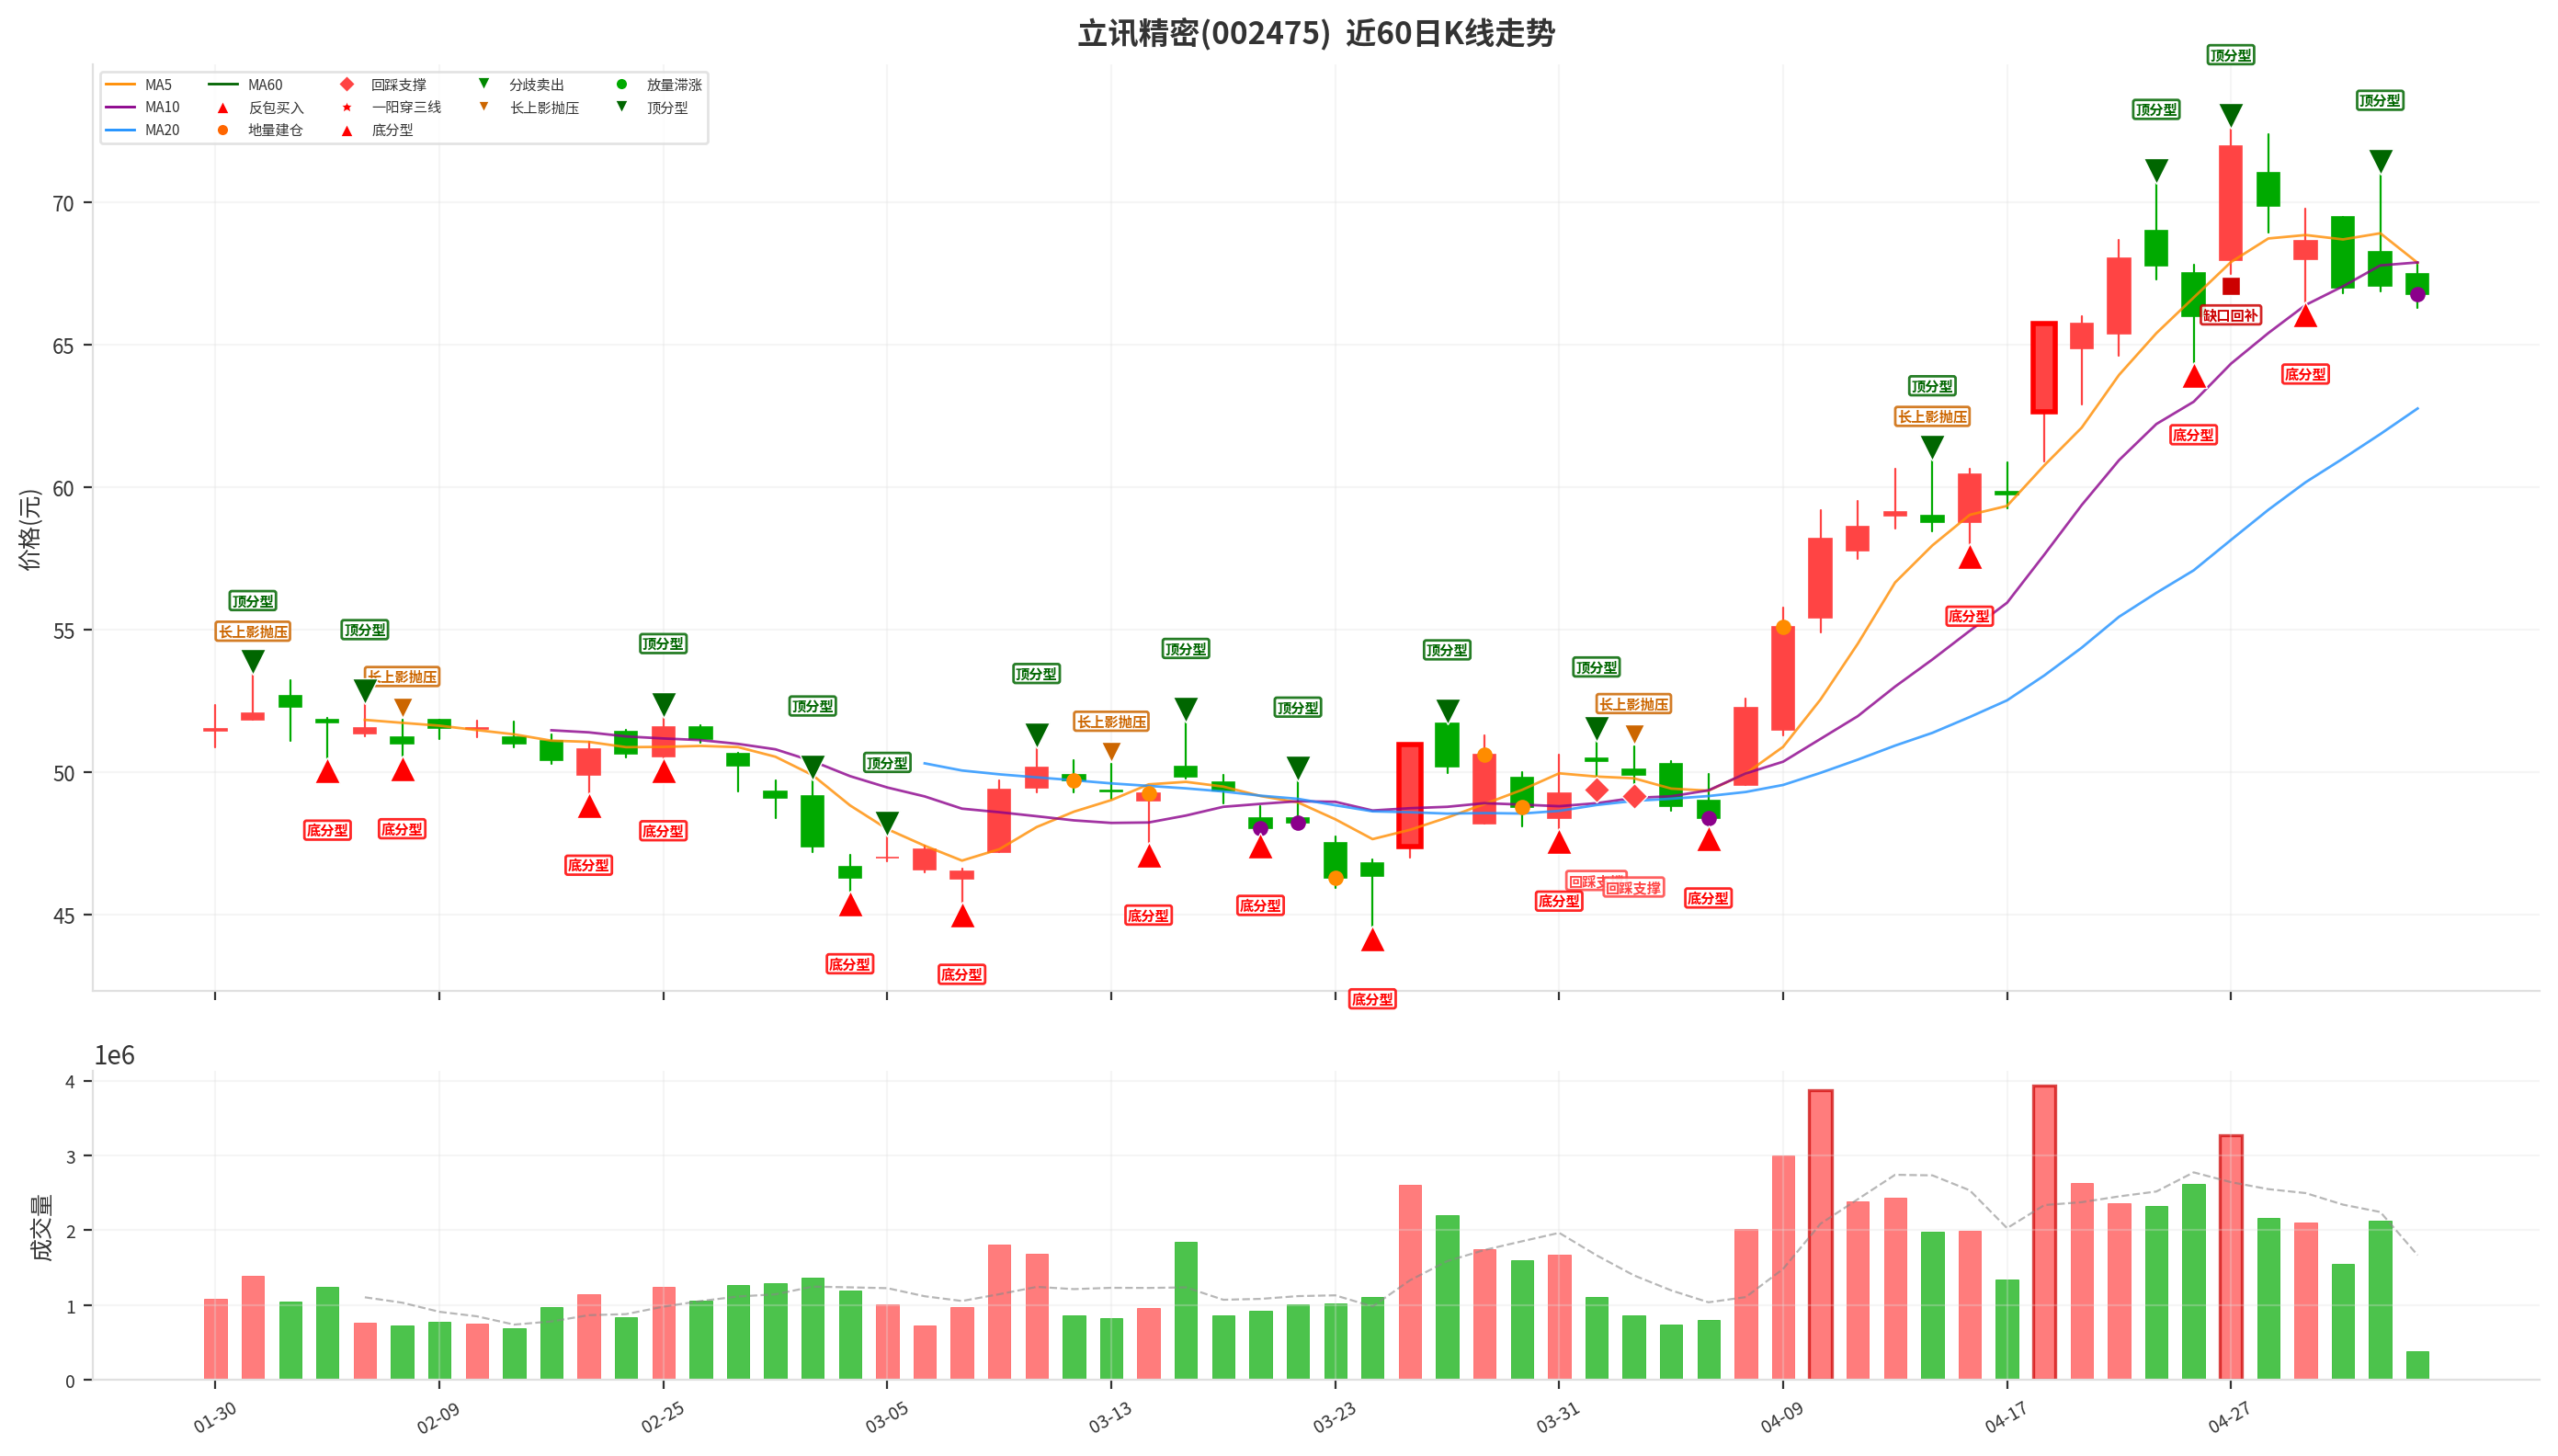 立讯精密(002475) 近60日K线走势
MA5
MA10
MA20
MA60
反包买入
地量建仓
回踩支撑
一阳穿三线
底分型
分歧卖出
长上影抛压
放量滞涨
顶分型
价格(元)
70
65
60
55
50
45
顶分型
长上影抛压
底分型
顶分型
长上影抛压
底分型
底分型
顶分型
底分型
顶分型
底分型
顶分型
底分型
顶分型
长上影抛压
底分型
顶分型
底分型
顶分型
底分型
顶分型
底分型
顶分型
回踩支撑
长上影抛压
回踩支撑
底分型
顶分型
长上影抛压
底分型
顶分型
底分型
顶分型
缺口回补
底分型
顶分型
1e6
成交量
4
3
2
1
0
01-30
02-09
02-25
03-05
03-13
03-23
03-31
04-09
04-17
04-27